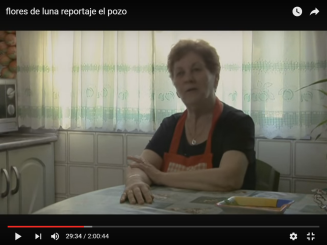 flores de luna reportaje el pozo
29:34 / 2:00:44